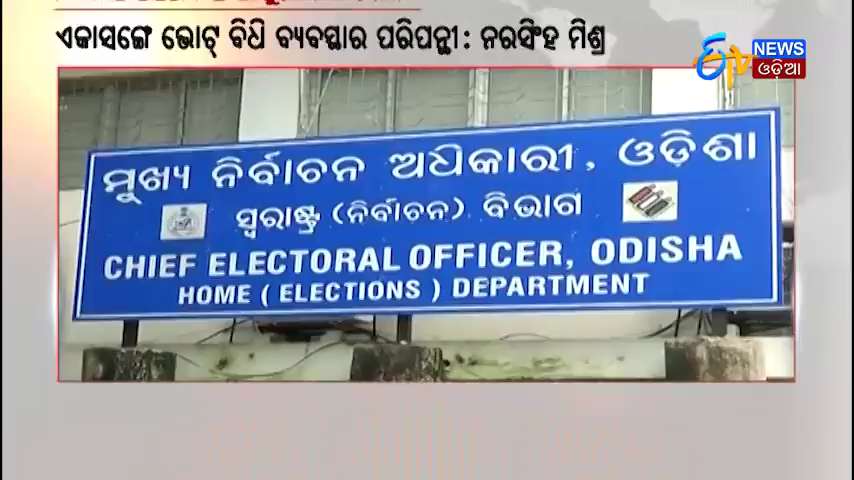 ଏକାସଙ୍ଗେ ଭୋଟ୍ ବିଧି ବ୍ୟବସ୍ଥାର ପରିପନ୍ଥୀ: ନରସିଂହ ମିଶ୍ର
etv NEWS
ଓଡ଼ିଆ
ମୁଖ୍ୟ ନିର୍ବାଚନ ଅଧିକାରୀ, ଓଡ଼ିଶା
ସ୍ୱରାଷ୍ଟ୍ର (ନିର୍ବାଚନ) ବିଭାଗ
CHIEF ELECTORAL OFFICER, ODISHA
HOME ( ELECTIONS ) DEPARTMENT